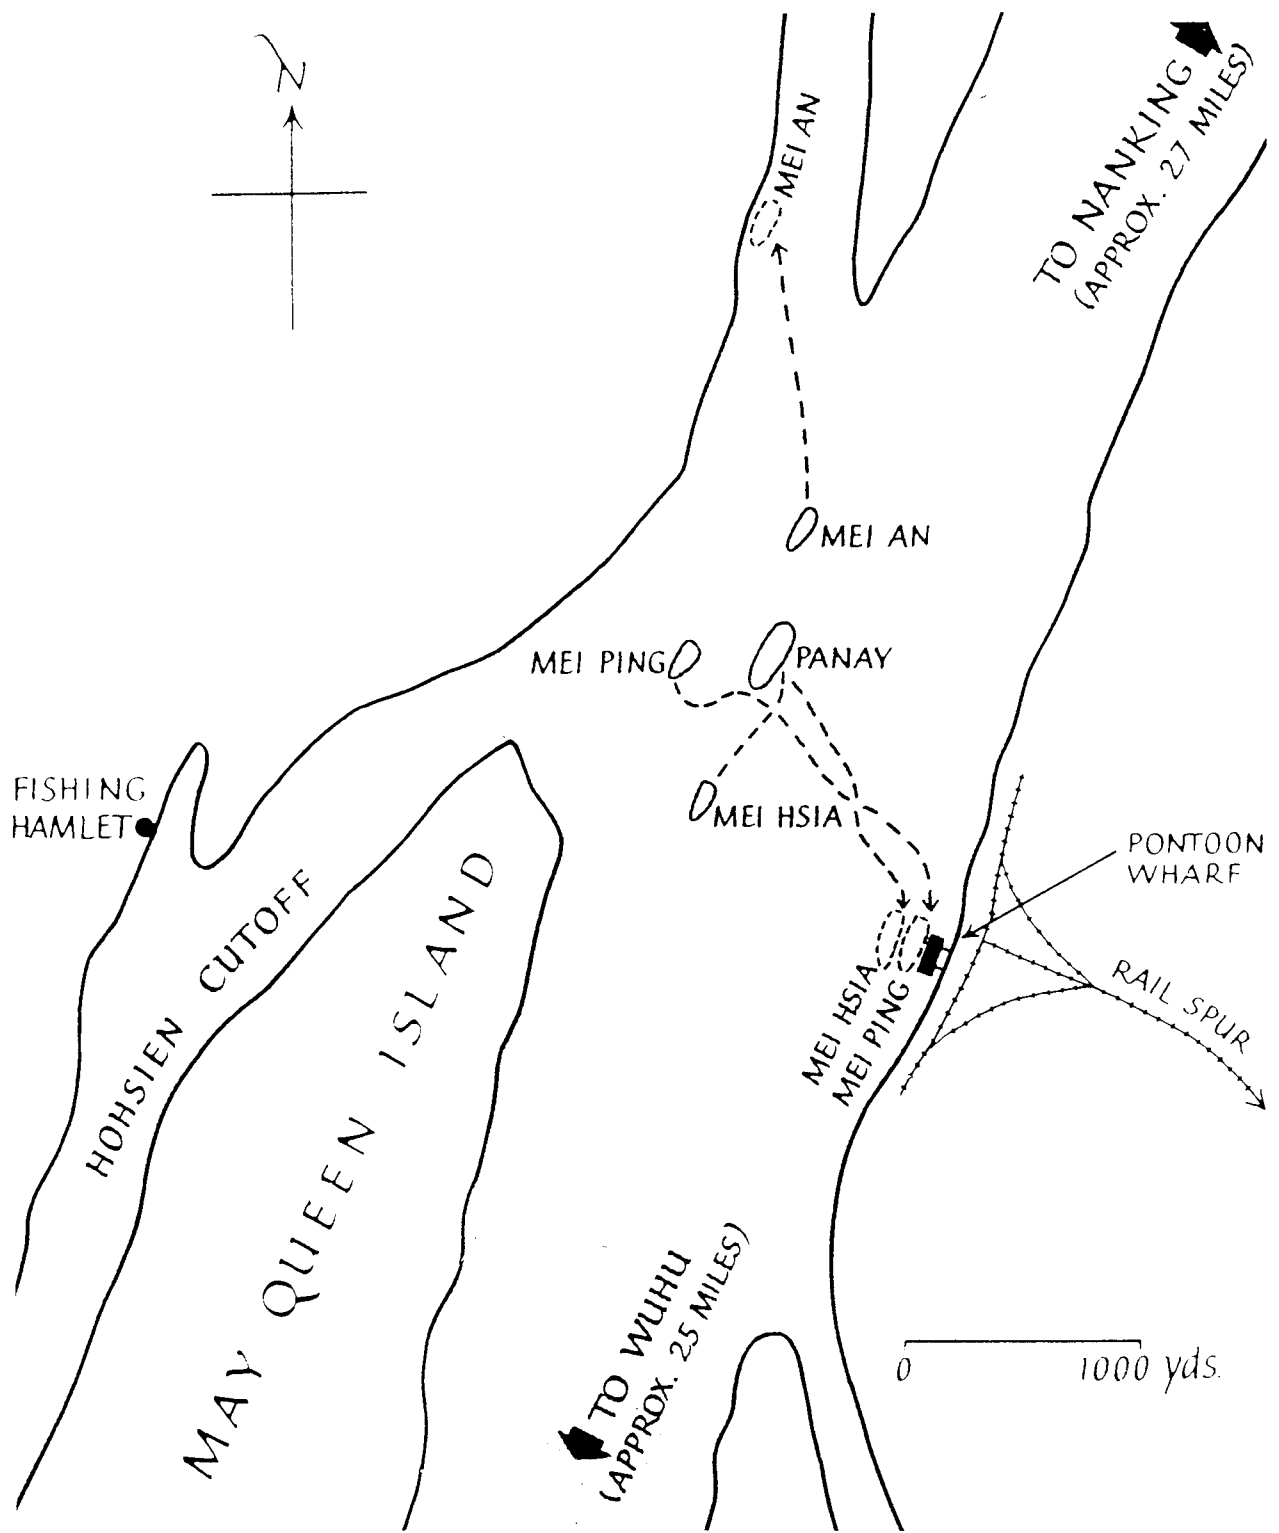 N
MEI AN
TO NANKING
(APPROX. 27 MILES)
MEI AN
MEI PING
PANAY
FISHING
HAMLET
MEI HSIA
PONTOON
WHARF
HOHSIEN CUTOFF
MAY QUEEN ISLAND
MEI HSIA
MEI PING
RAIL SPUR
TO WUHU
(APPROX. 25 MILES)
0 1000 yds.